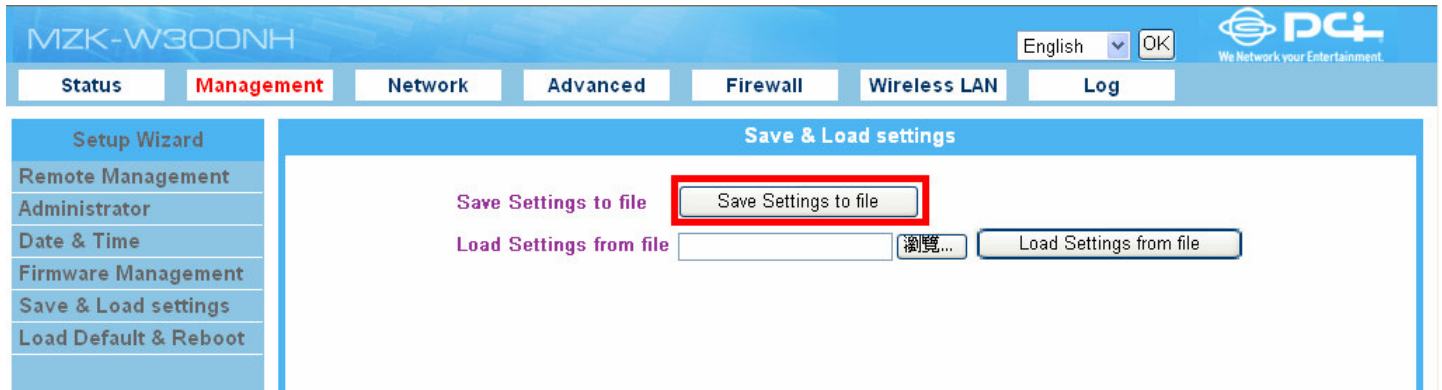 MZK-W300NH
English OK
PCi
We Network your Entertainment.
Status Management Network Advanced Firewall Wireless LAN Log
Setup Wizard
Remote Management
Administrator
Date & Time
Firmware Management
Save & Load settings
Load Default & Reboot
Save & Load settings
Save Settings to file Save Settings to file
Load Settings from file 瀏覽... Load Settings from file